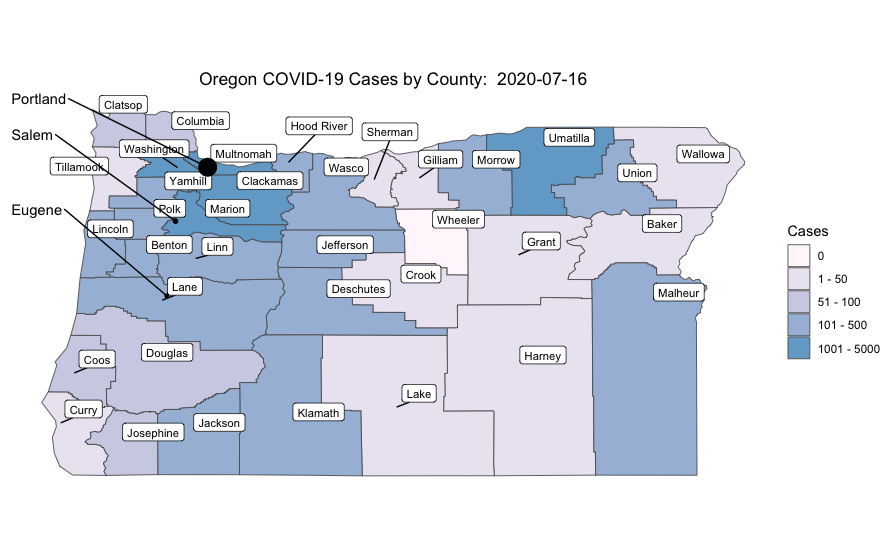 Oregon COVID-19 Cases by County:  2020-07-16
Portland
Salem
Eugene
Clatsop
Columbia
Hood River
Sherman
Umatilla
Washington
Multnomah
Gilliam
Morrow
Wallowa
Tillamook
Wasco
Union
Yamhill
Clackamas
Polk
Marion
Wheeler
Baker
Lincoln
Benton
Linn
Jefferson
Grant
Crook
Lane
Deschutes
Malheur
Coos
Douglas
Harney
Lake
Curry
Klamath
Jackson
Josephine
Cases
0
1 - 50
51 - 100
101 - 500
1001 - 5000